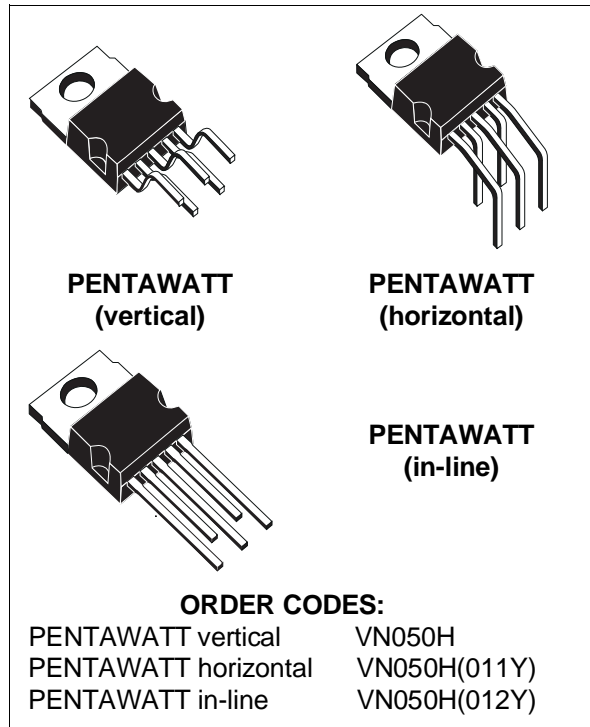 PENTAWATT
(vertical)
PENTAWATT
(horizontal)
PENTAWATT
(in-line)
ORDER CODES:
PENTAWATT vertical VN050H
PENTAWATT horizontal VN050H(011Y)
PENTAWATT in-line VN050H(012Y)